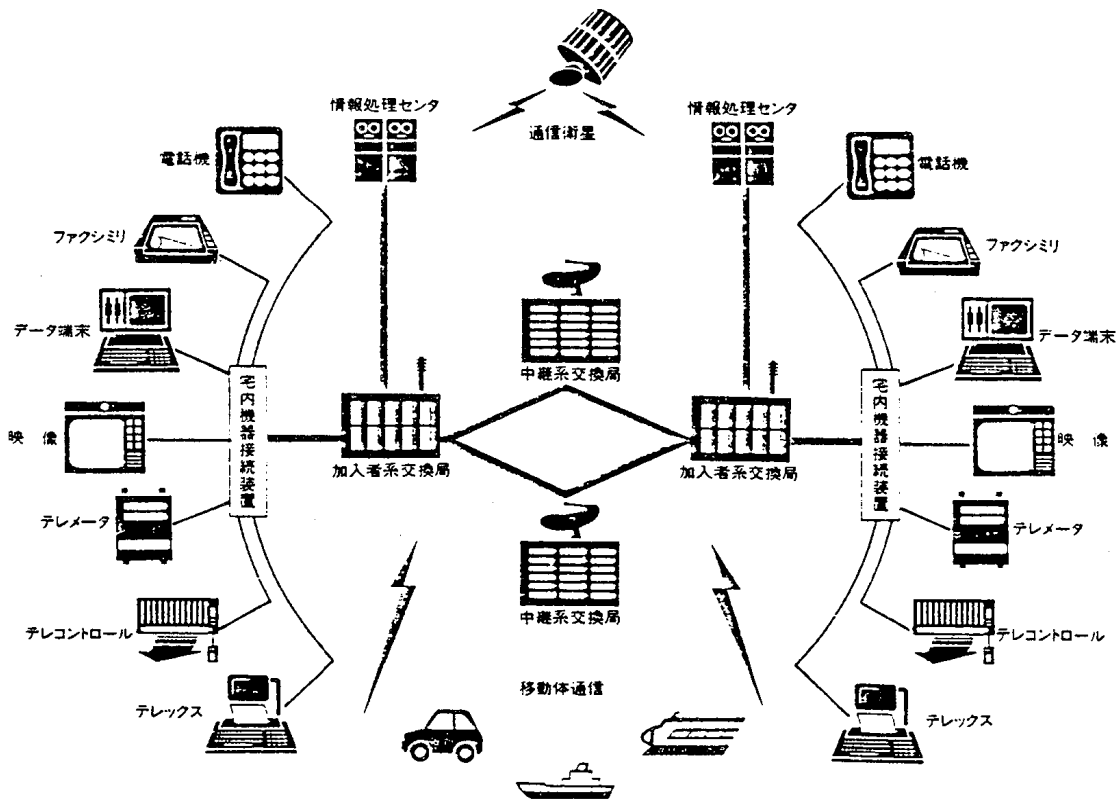 情報処理センタ
情報処理センタ
通信衛星
電話機
電話機
ファクシミリ
ファクシミリ
データ端末
データ端末
中継系交換局
宅内機器接続装置
宅内機器接続装置
映 像
映 像
加入者系交換局
加入者系交換局
テレメータ
テレメータ
中継系交換局
テレコントロール
テレコントロール
移動体通信
テレックス
テレックス